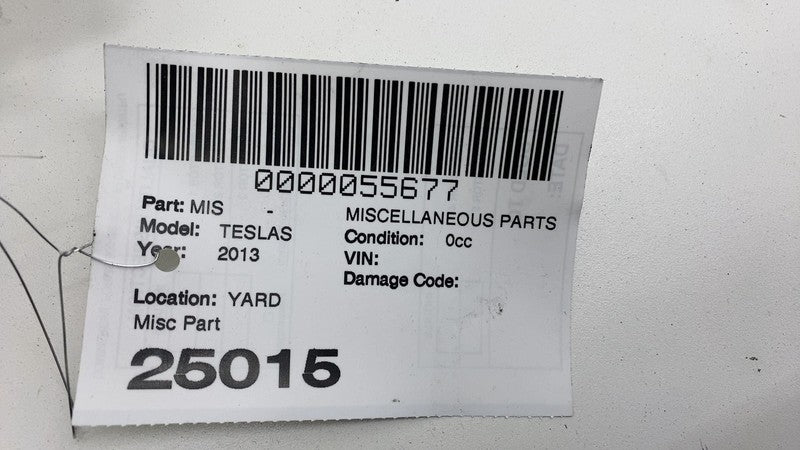 0000055677
Part: MIS - MISCELLANEOUS PARTS
Model: TESLAS Condition: 0cc
Year: 2013 VIN:
Damage Code:
Location: YARD
Misc Part
25015